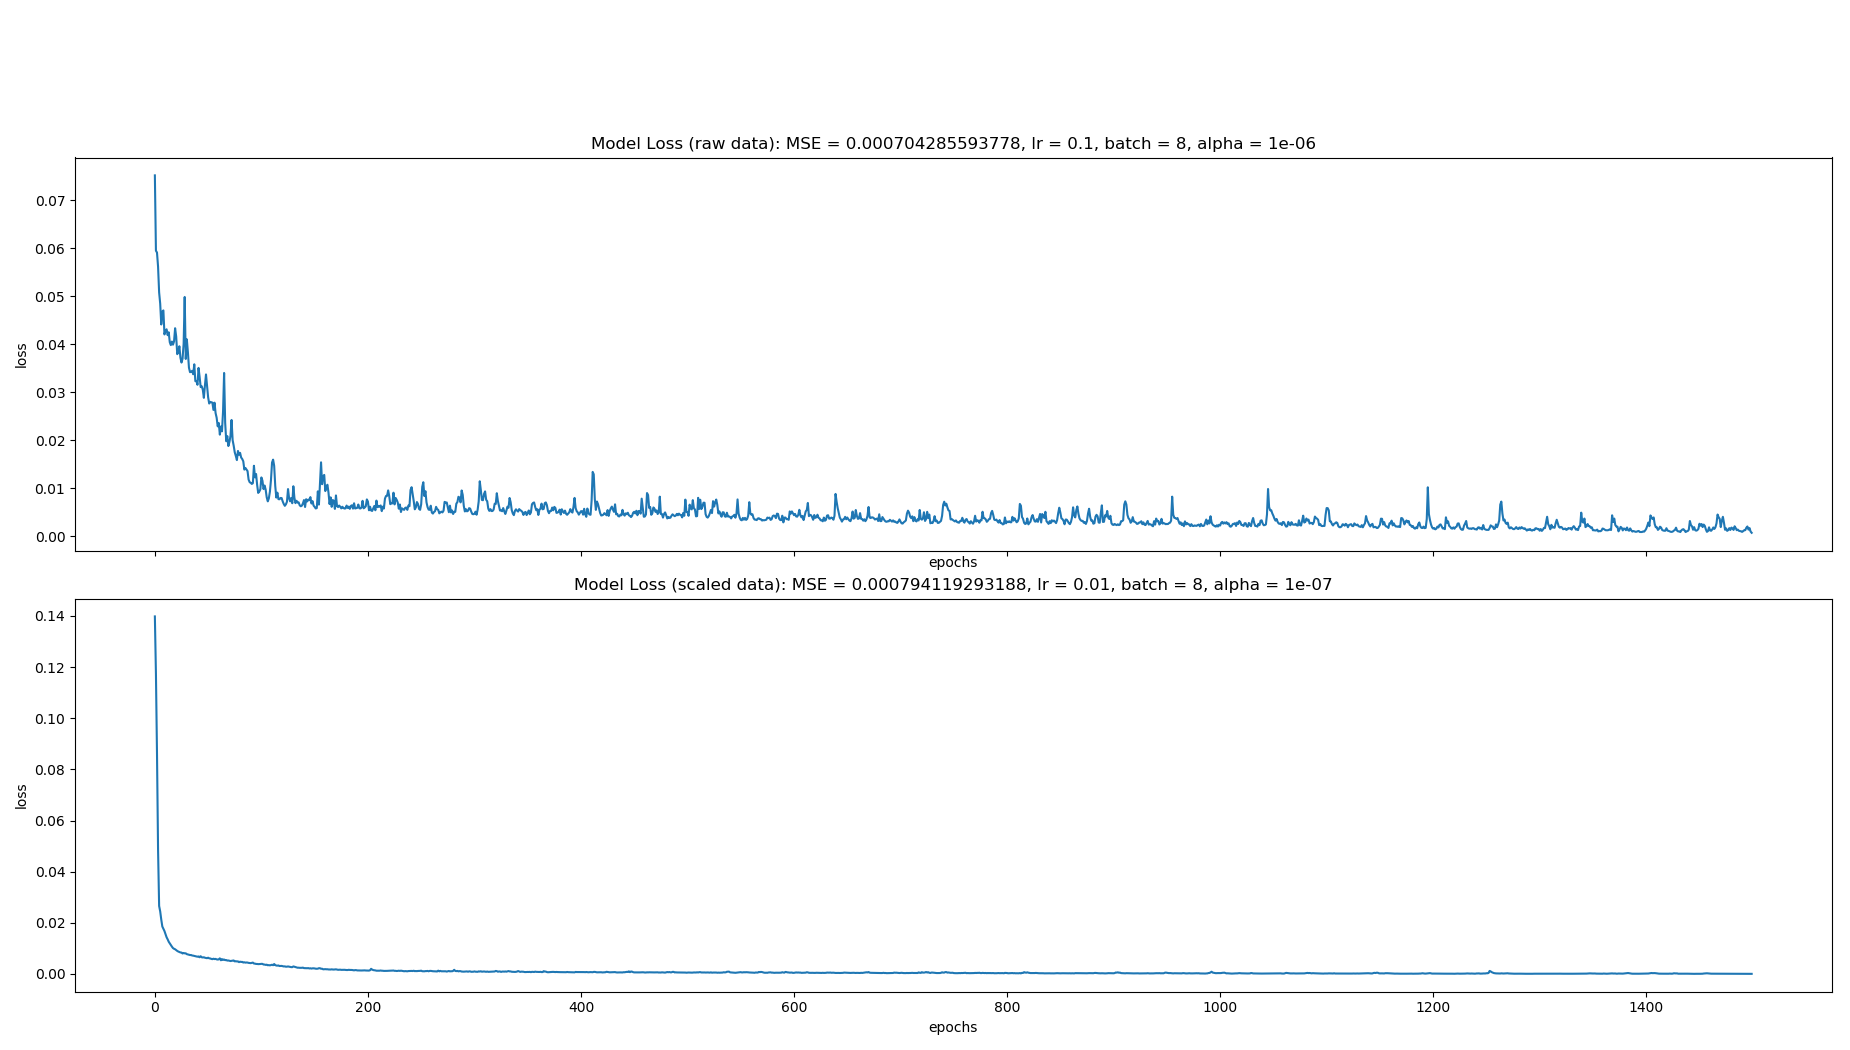 Model Loss (raw data): MSE = 0.000704285593778, lr = 0.1, batch = 8, alpha = 1e-06
0.07
0.06
0.05
0.04
0.03
0.02
0.01
0.00
loss
epochs
Model Loss (scaled data): MSE = 0.000794119293188, lr = 0.01, batch = 8, alpha = 1e-07
0.14
0.12
0.10
0.08
0.06
0.04
0.02
0.00
loss
0 200 400 600 800 1000 1200 1400
epochs